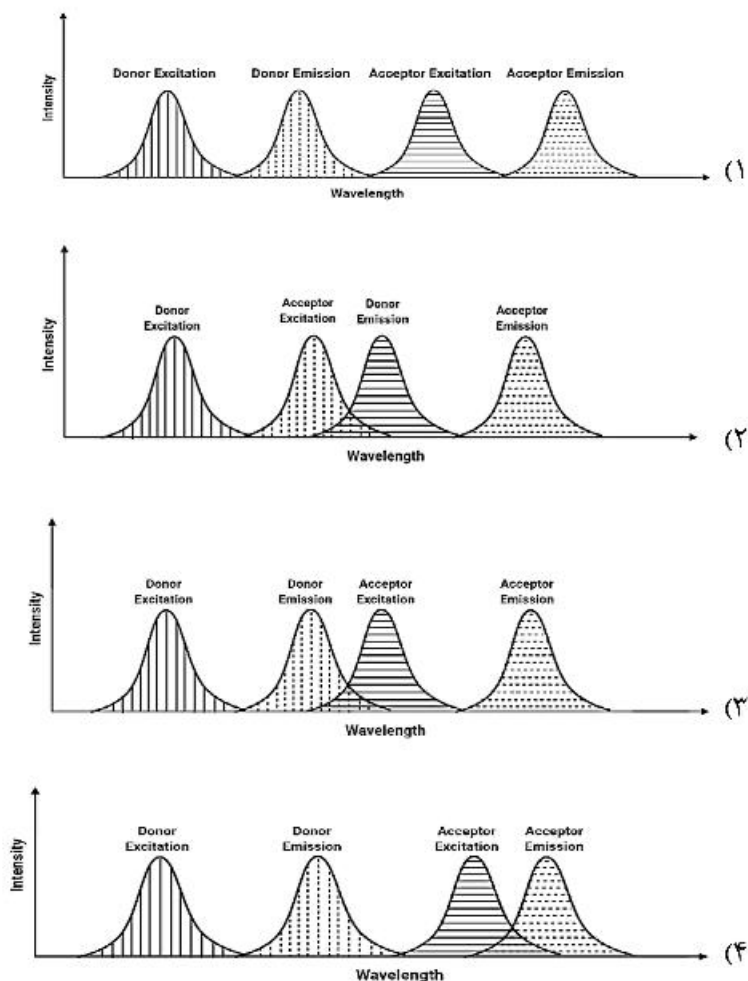 Donor Excitation Donor Emission Acceptor Excitation Acceptor Emission
Intensity
Wavelength
(۱
Donor Excitation
Acceptor Excitation
Donor Emission
Acceptor Emission
Intensity
Wavelength
(۲
Donor Excitation
Donor Emission
Acceptor Excitation
Acceptor Emission
Intensity
Wavelength
(۳
Donor Excitation
Donor Emission
Acceptor Excitation
Acceptor Emission
Intensity
Wavelength
(۴